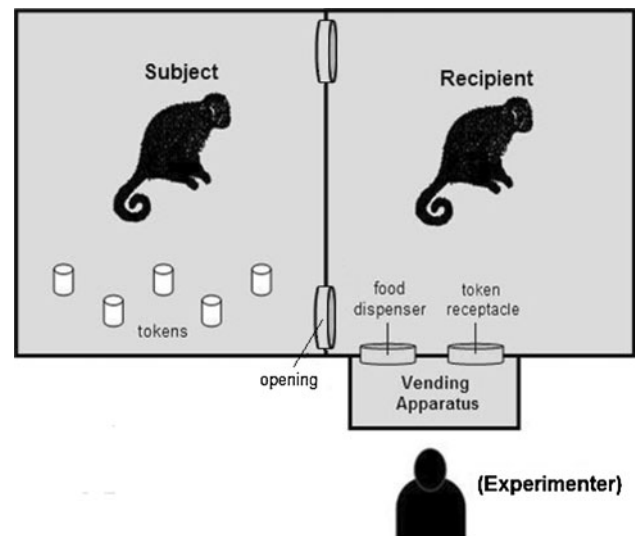 Subject
Recipient
food
dispenser
token
receptacle
tokens
opening
Vending
Apparatus
(Experimenter)